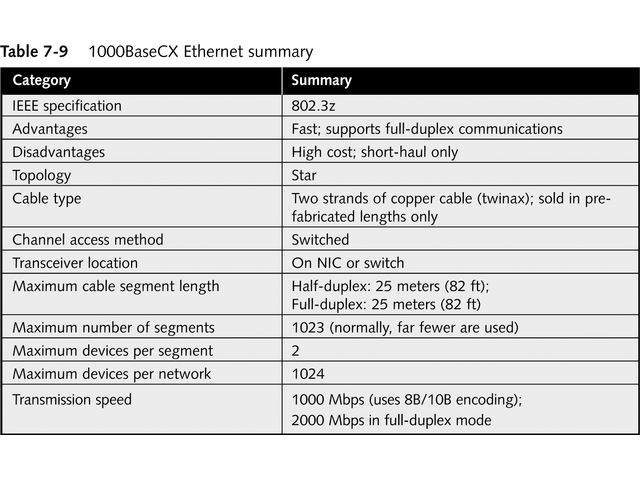 Table 7-9 1000BaseCX Ethernet summary
Category Summary
IEEE specification 802.3z
Advantages Fast; supports full-duplex communications
Disadvantages High cost; short-haul only
Topology Star
Cable type Two strands of copper cable (twinax); sold in pre-
fabricated lengths only
Channel access method Switched
Transceiver location On NIC or switch
Maximum cable segment length Half-duplex: 25 meters (82 ft);
Full-duplex: 25 meters (82 ft)
Maximum number of segments 1023 (normally, far fewer are used)
Maximum devices per segment 2
Maximum devices per network 1024
Transmission speed 1000 Mbps (uses 8B/10B encoding);
2000 Mbps in full-duplex mode